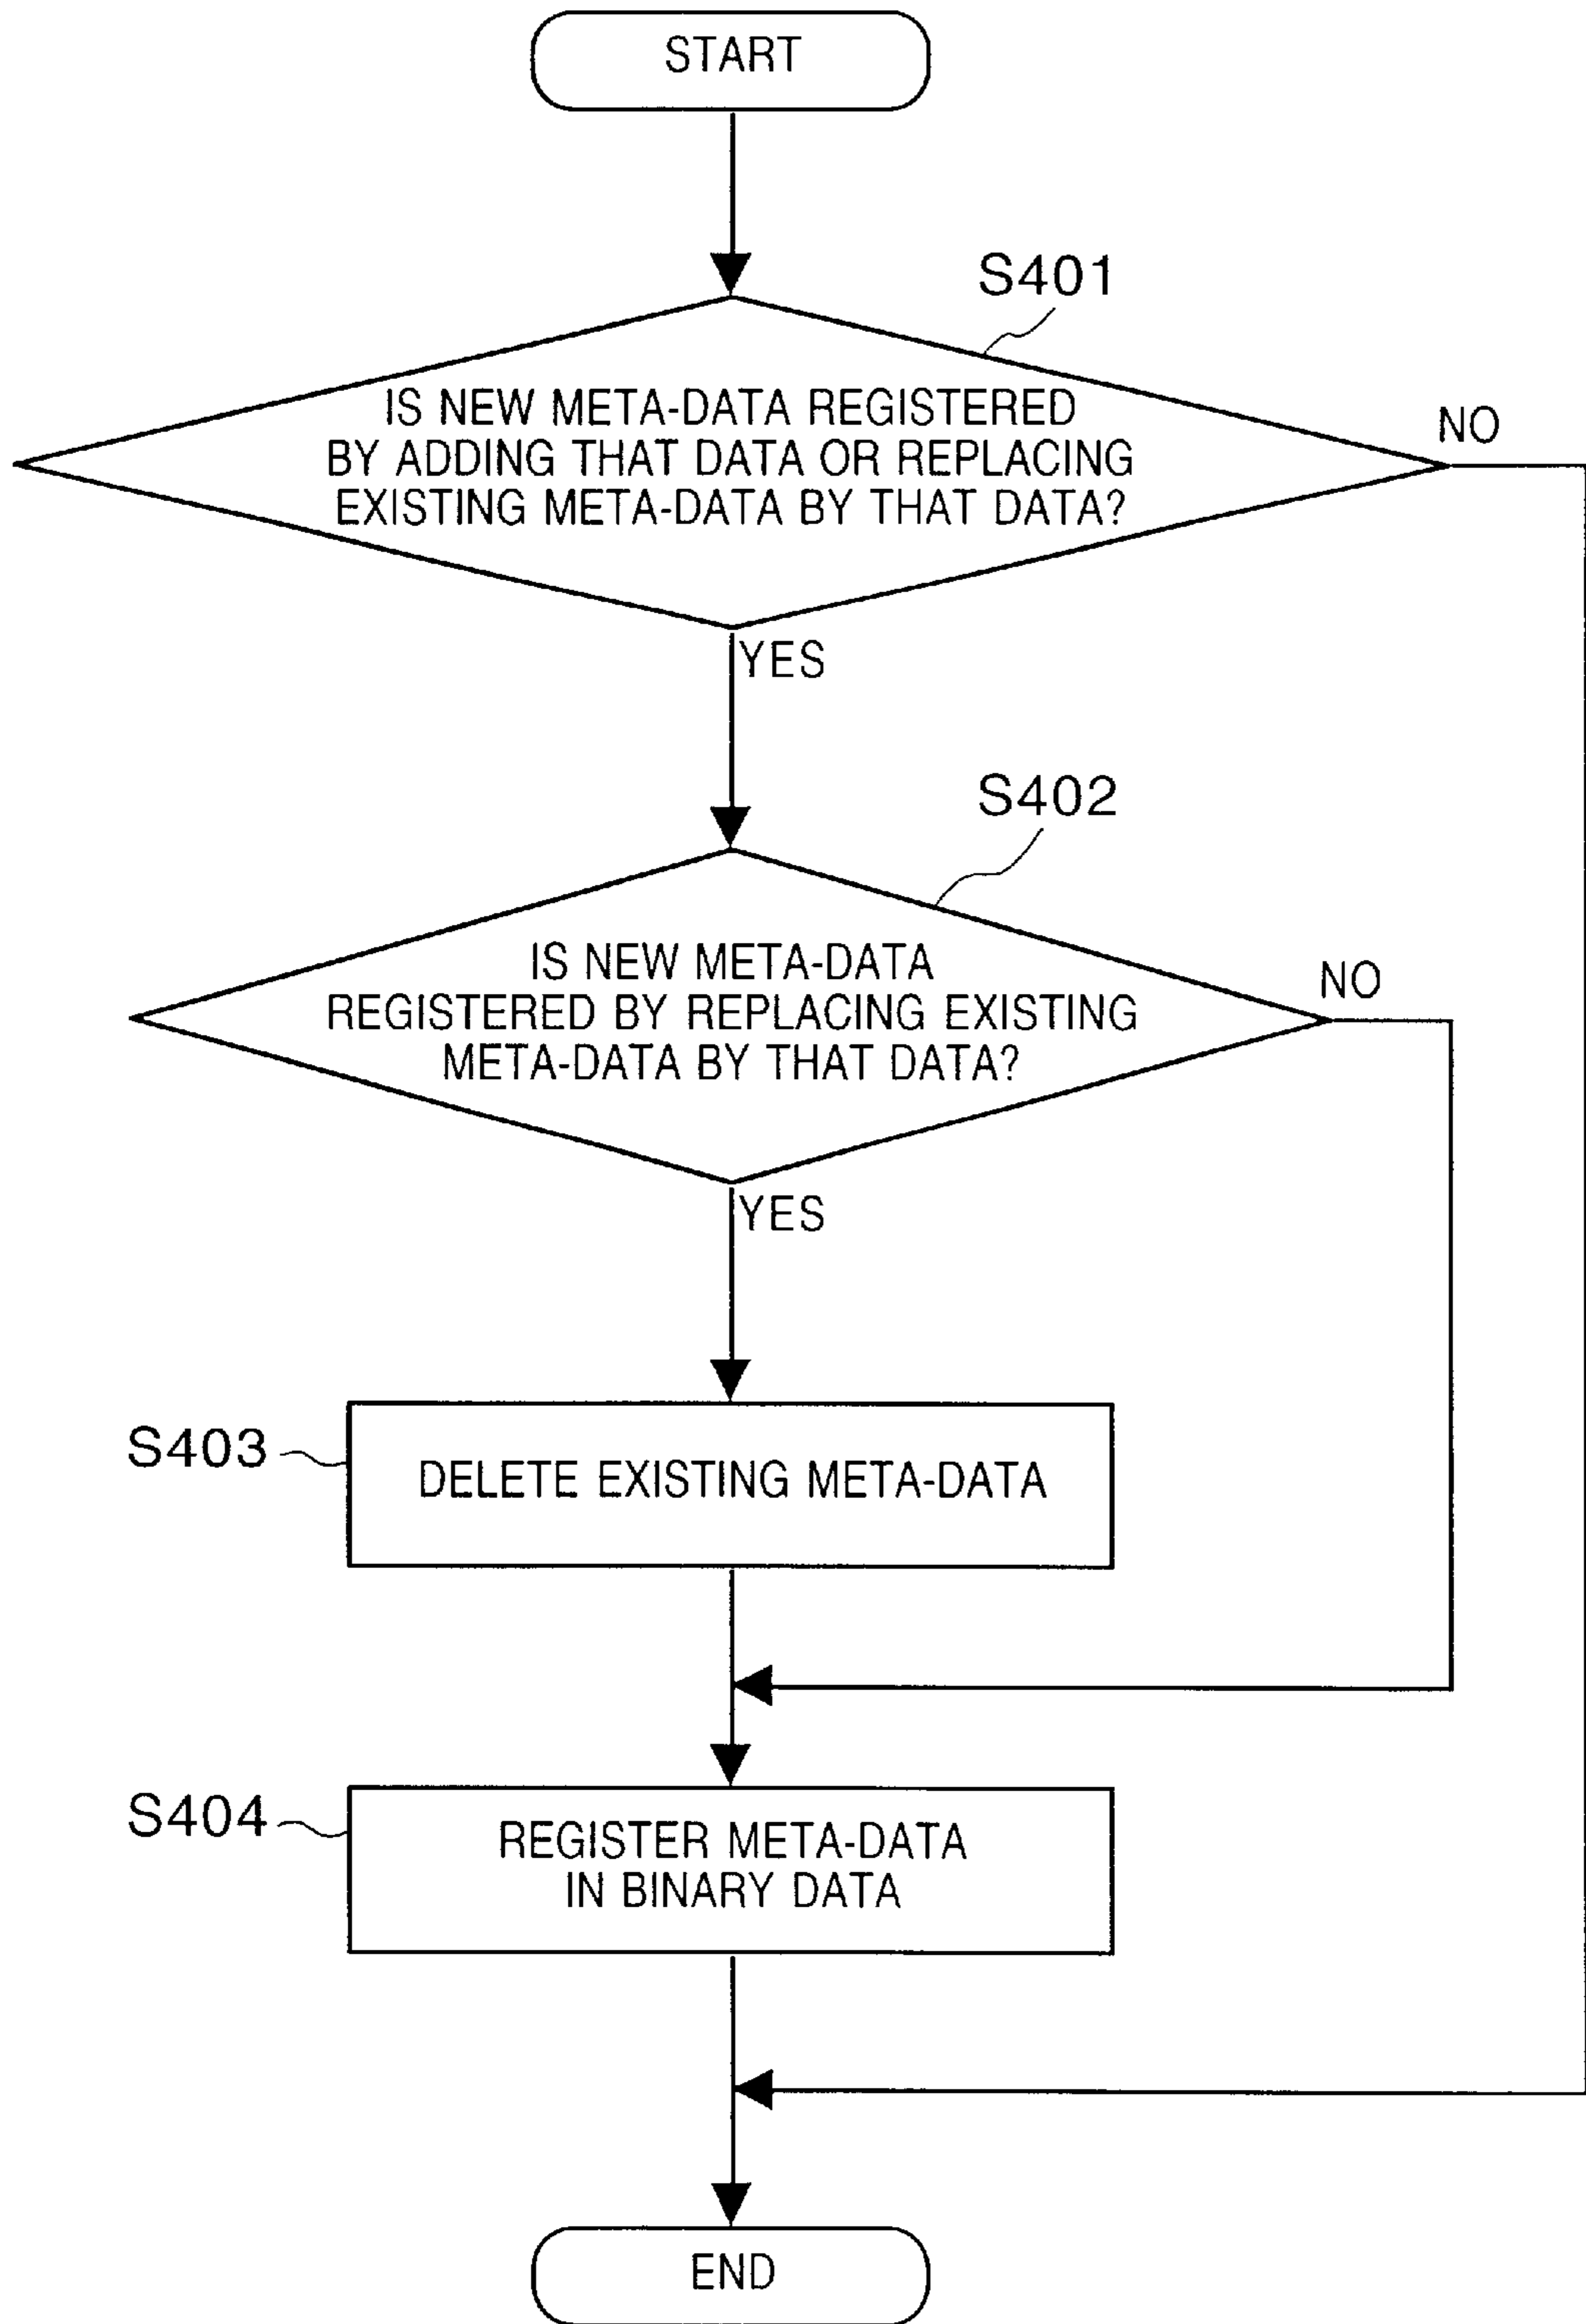 START
S401
IS NEW META-DATA REGISTERED
BY ADDING THAT DATA OR REPLACING
EXISTING META-DATA BY THAT DATA?
NO
YES
S402
IS NEW META-DATA
REGISTERED BY REPLACING EXISTING
META-DATA BY THAT DATA?
NO
YES
S403
DELETE EXISTING META-DATA
S404
REGISTER META-DATA
IN BINARY DATA
END